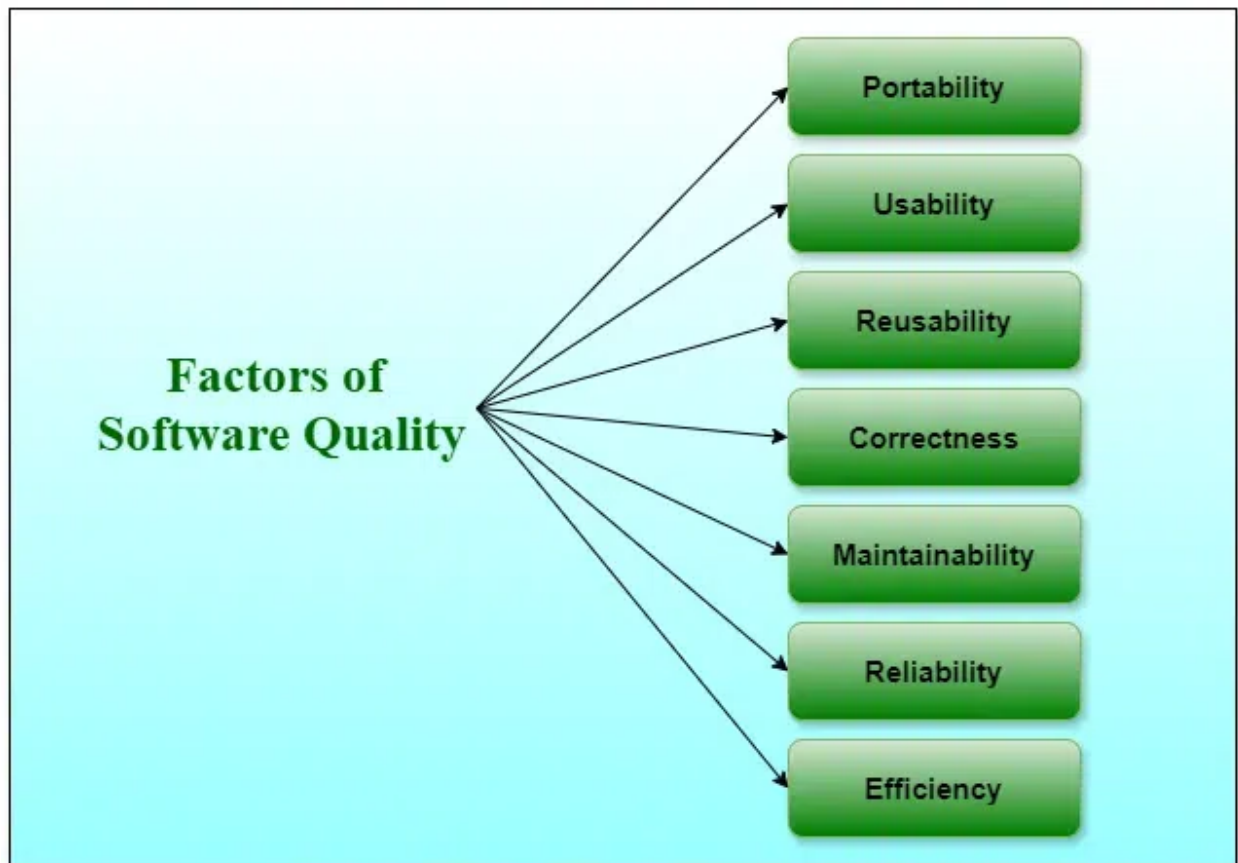 Factors of
Software Quality
Portability
Usability
Reusability
Correctness
Maintainability
Reliability
Efficiency